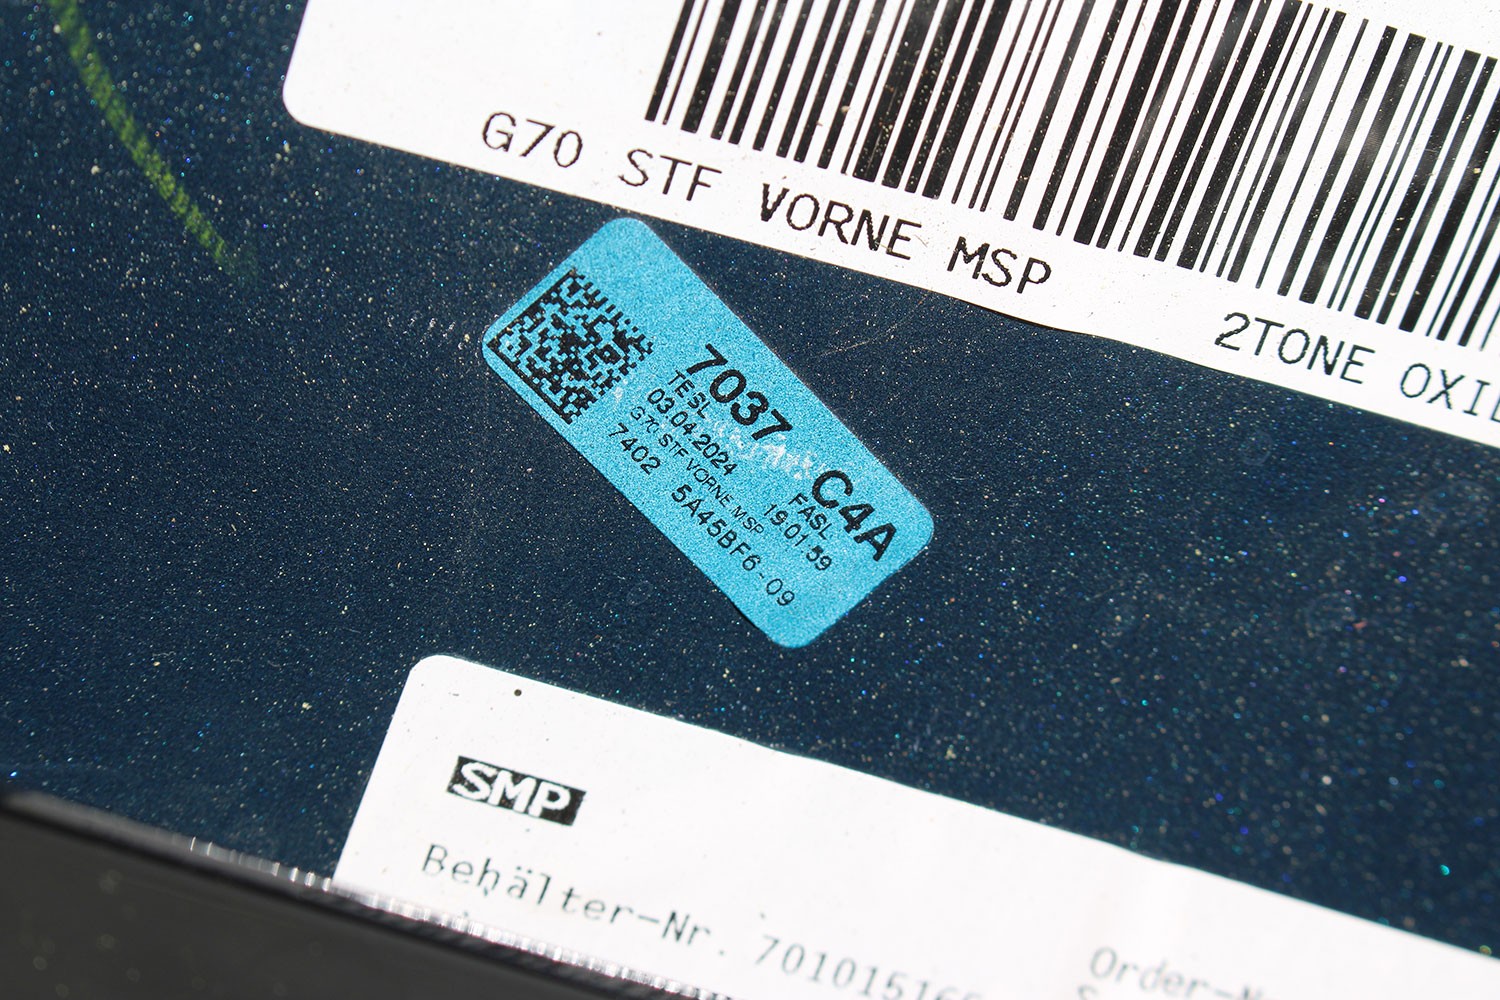 G70 STF VORNE MSP
2TONE
7037 C4A
TESL FASL
03.04.2024 19:01:59
G70 STF VORNE MSP
7402 5A45BF6-09
SMP
Behälter-Nr.